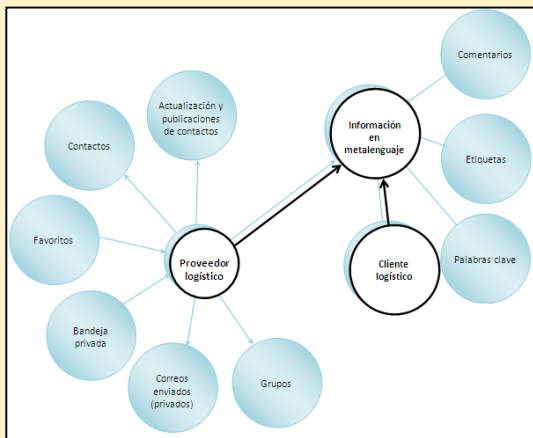 Comentarios
Actualización y
publicaciones
de contactos
Información
en
metalenguaje
Contactos
Etiquetas
Favoritos
Proveedor
logístico
Cliente
logístico
Palabras clave
Bandeja
privada
Correos
enviados
(privados)
Grupos